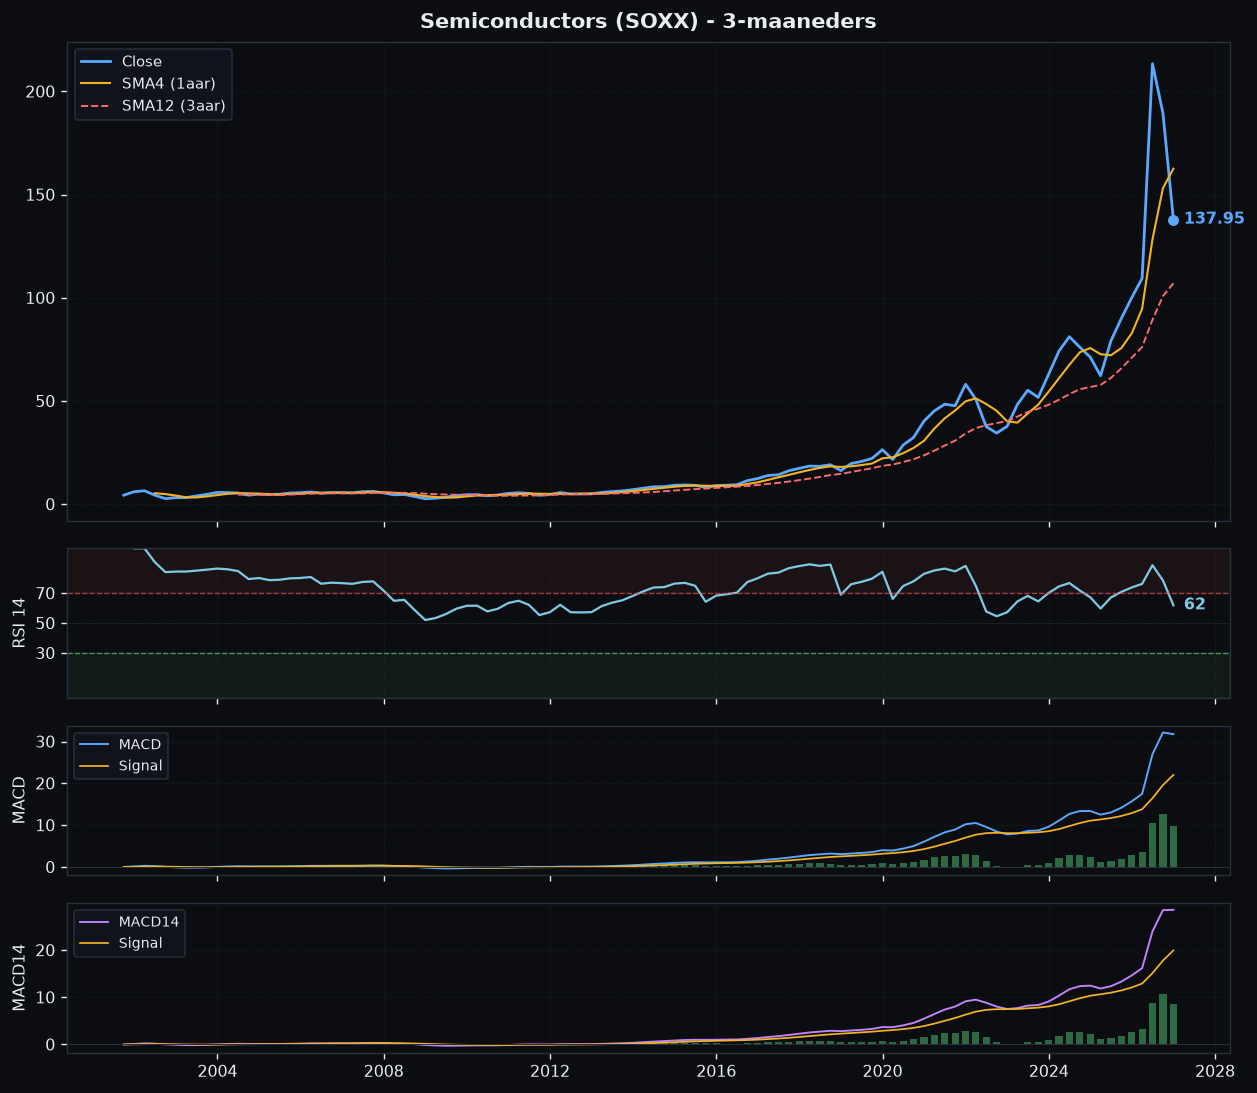 Semiconductors (SOXX) - 3-maaneders
Close
SMA4 (1aar)
SMA12 (3aar)
200
150
100
50
0
137.95
RSI 14
70
50
30
62
MACD
MACD
Signal
30
20
10
0
MACD14
MACD14
Signal
20
10
0
2004
2008
2012
2016
2020
2024
2028